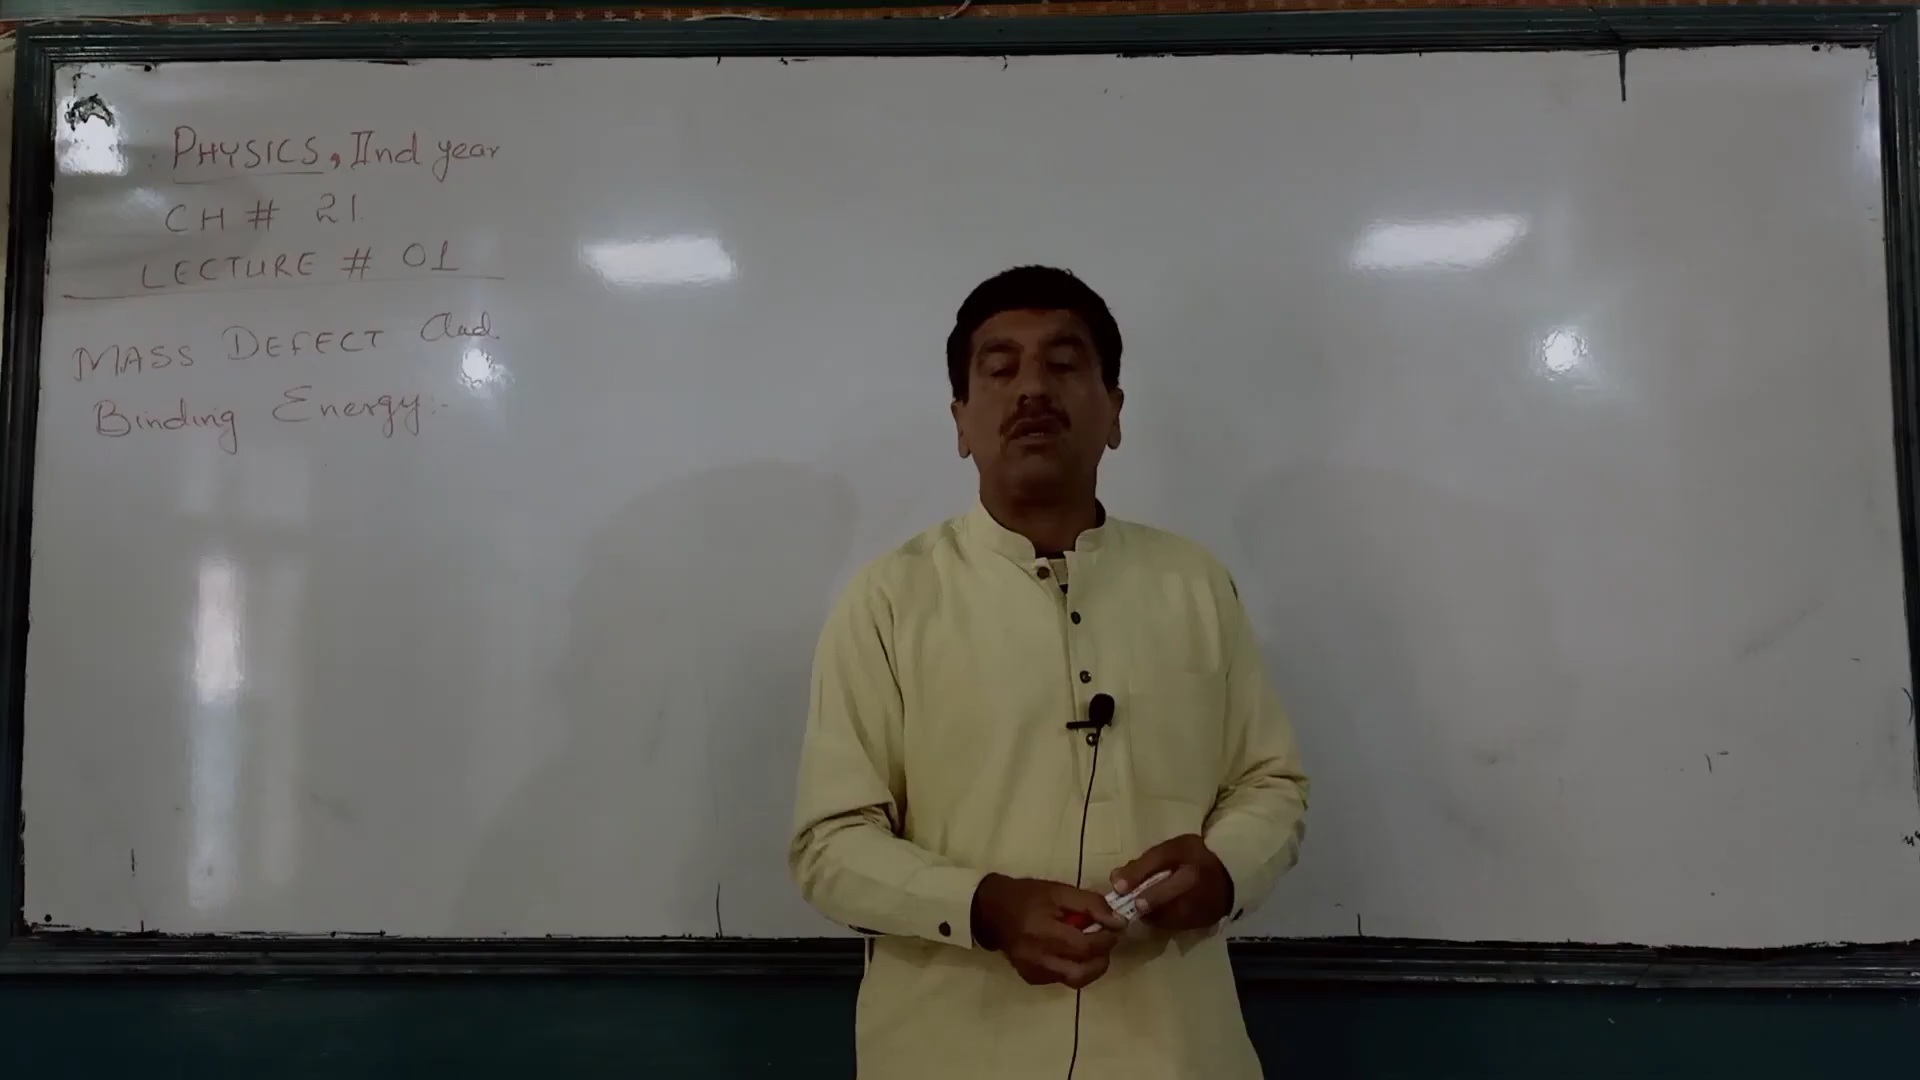 PHYSICS, IInd year
CH # 21
LECTURE # 01
MASS DEFECT And
Binding Energy:-